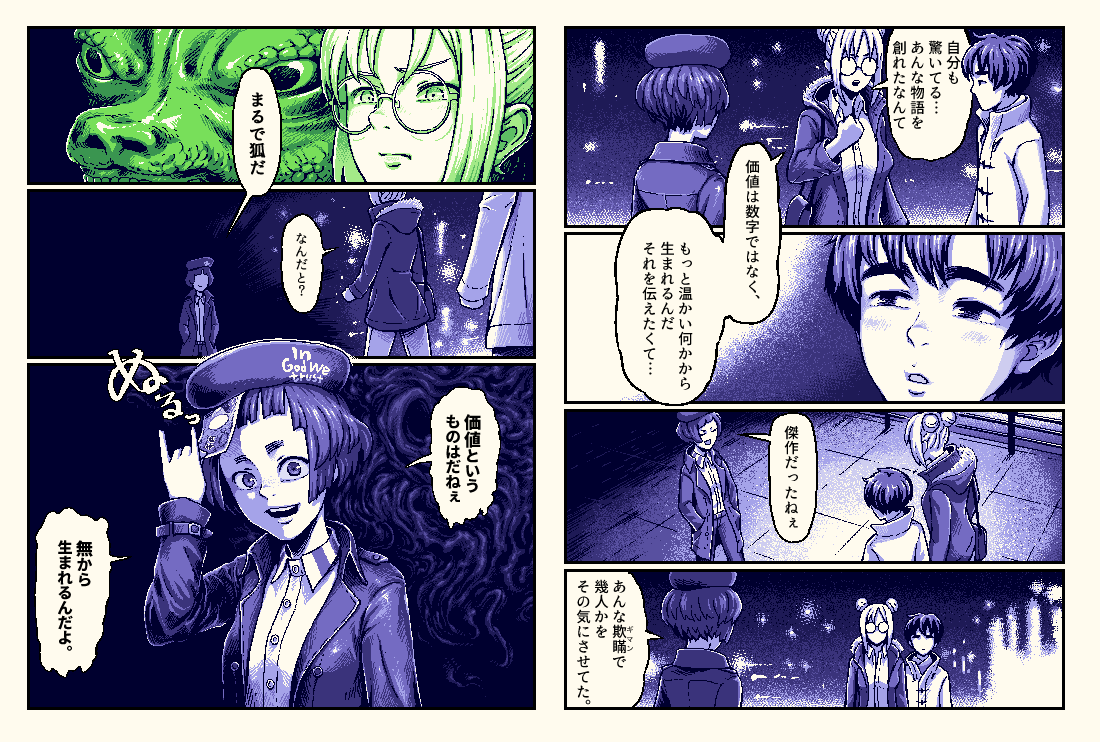 自分も
驚いてる…
あんな物語を
創れたなんて
価値は数字ではなく、
もっと温かい何かから
生まれるんだ
それを伝えたくて…
傑作だったねぇ
あんな欺瞞で
ギマン
幾人かを
その気にさせてた。
まるで狐だ
なんだと?
ぬるっ
In
God We
trust
価値という
ものはだねぇ
無から
生まれるんだよ。